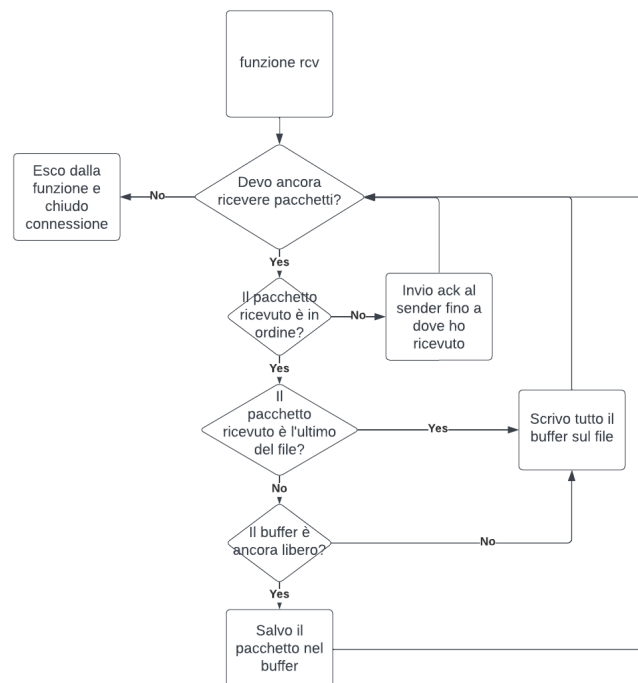 funzione rcv
Devo ancora
ricevere pacchetti?
No
Esco dalla
funzione e
chiudo
connessione
Yes
Il pacchetto
ricevuto è in
ordine?
No
Invio ack al
sender fino a
dove ho
ricevuto
Yes
Il
pacchetto
ricevuto è l'ultimo
del file?
Yes
Scrivo tutto il
buffer sul file
No
Il buffer è
ancora libero?
No
Yes
Salvo il
pacchetto nel
buffer